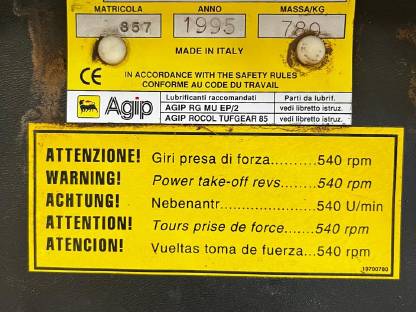 MATRICOLA ANNO MASSA/KG
857 1995 780
MADE IN ITALY
CE IN ACCORDANCE WITH THE SAFETY RULES
CONFORME AU CODE DU TRAVAIL
Agip Lubrificanti raccomandati Parti da lubrif.
AGIP RG MU EP/2 vedi libretto istruz.
AGIP ROCOL TUFGEAR 85 vedi libretto istruz.
ATTENZIONE! Giri presa di forza..........540 rpm
WARNING! Power take-off revs.........540 rpm
ACHTUNG! Nebenantr....................540 U/min
ATTENTION! Tours prise de force......540 rpm
ATENCION! Vueltas toma de fuerza...540 rpm
19700780